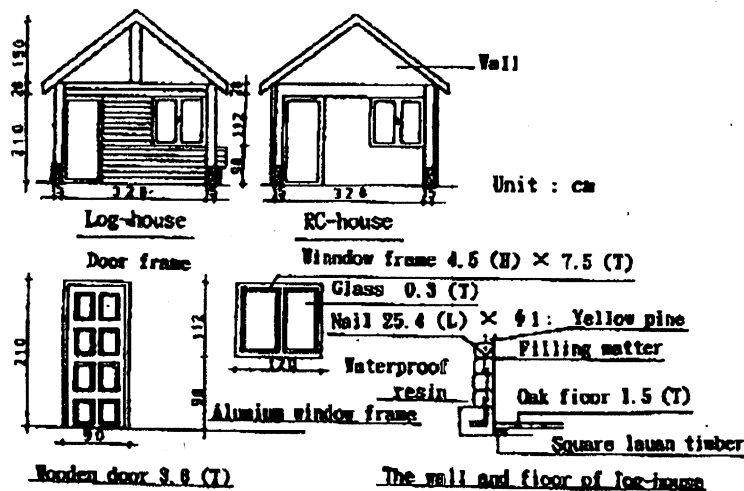 150
20
210
Wall
20
112
90
320
326
Unit : cm
Log-house
RC-house
Door frame
Winndow frame 4.5 (H) × 7.5 (T)
Glass 0.3 (T)
Nail 25.4 (L) × ϕ1:
Yellow pine
Filling matter
Waterproof
resin
Oak floor 1.5 (T)
Alumium window frame
Square lauan timber
210
90
112
90
120
Wooden door 3.6 (T)
The wall and floor of log-house